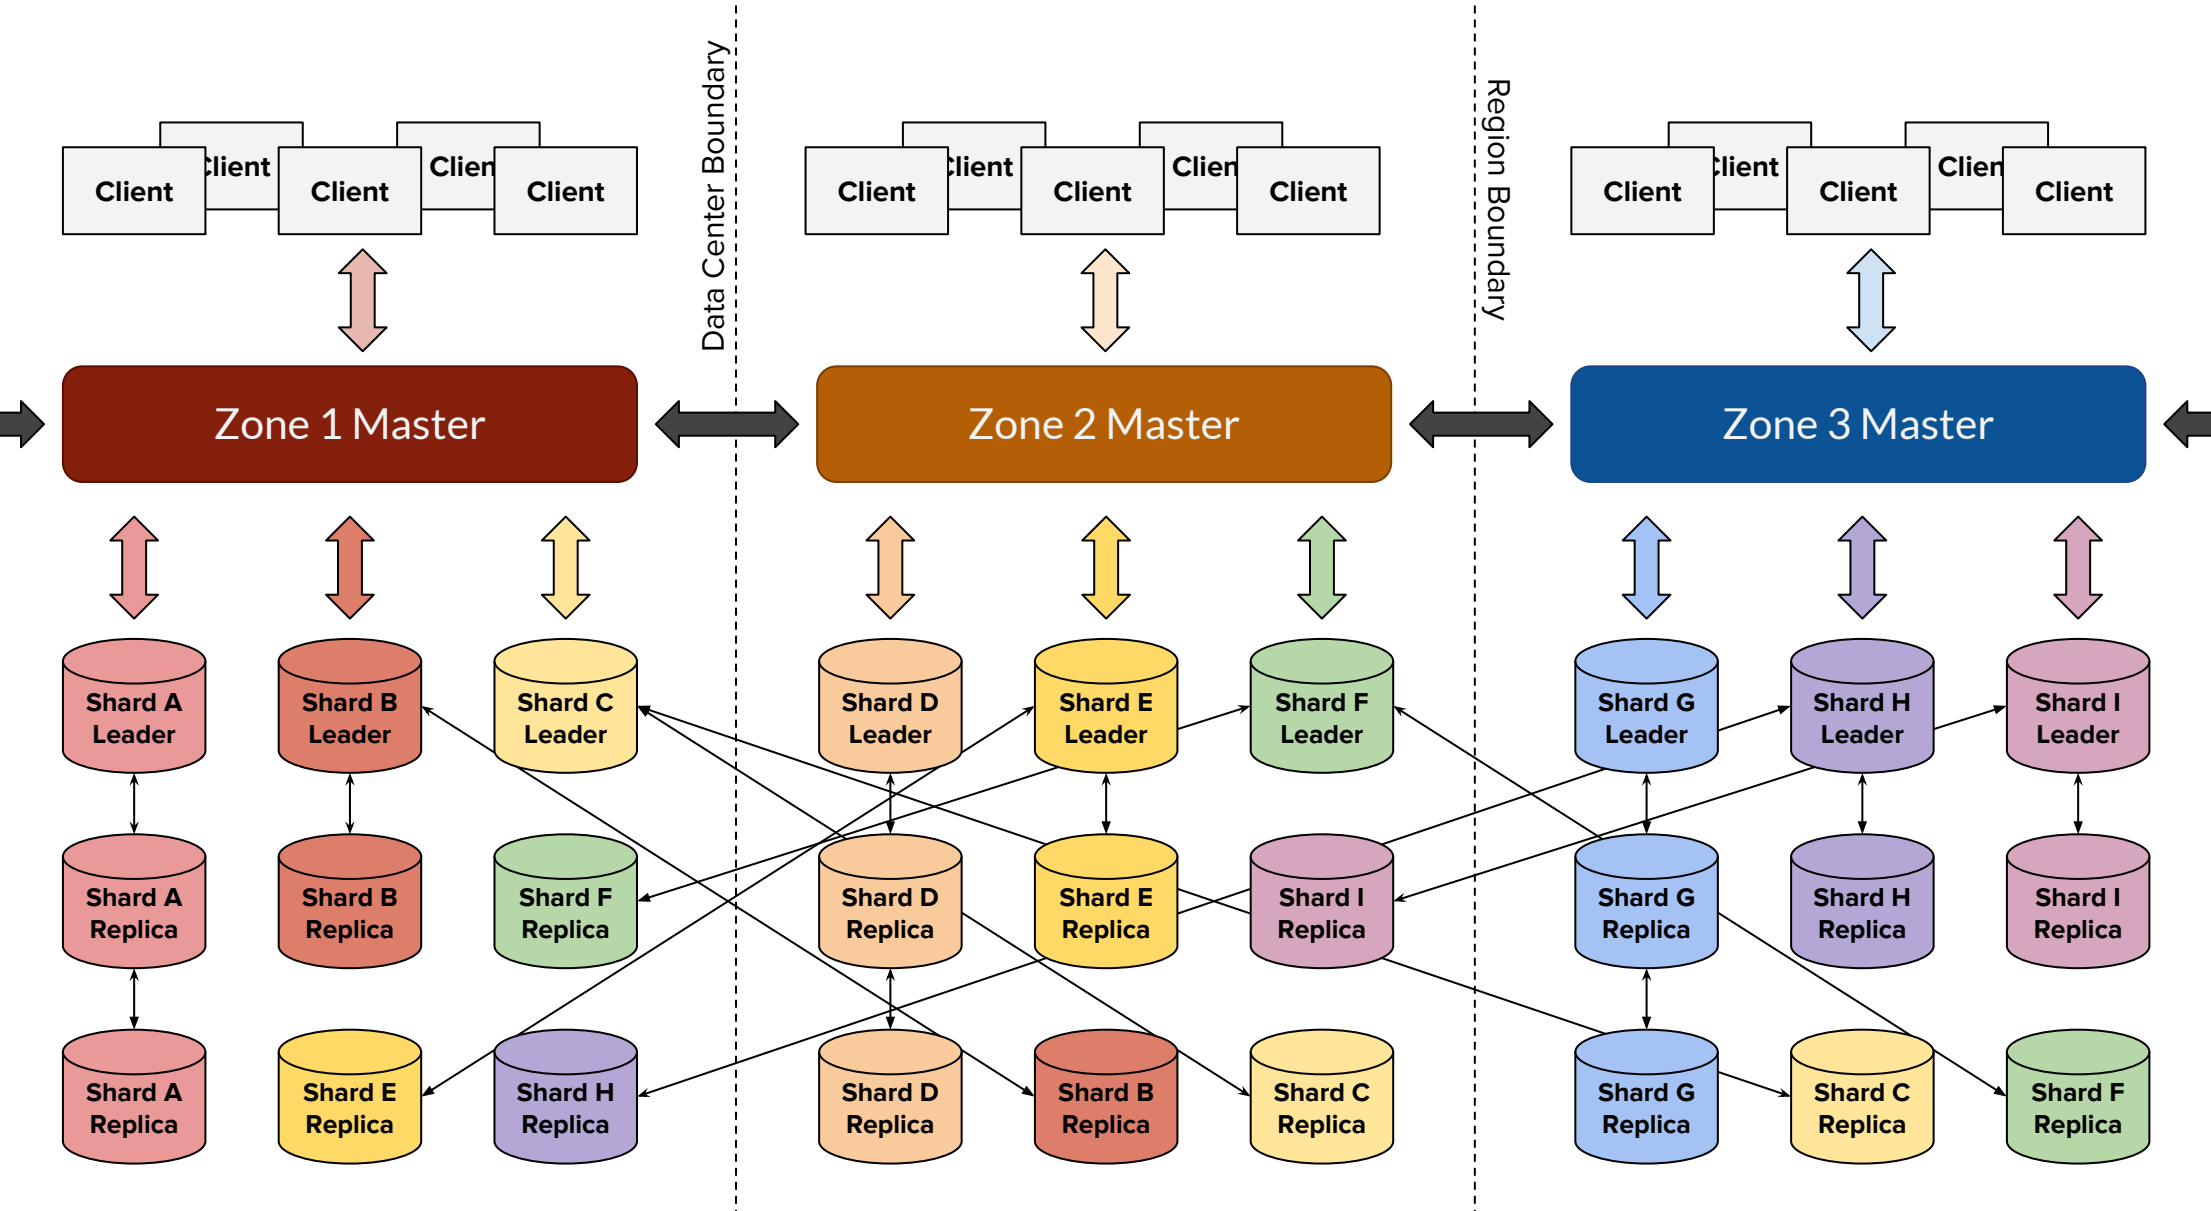 Data Center Boundary
Region Boundary
Client
Client
Client
Clien
Client
Client
Client
Client
Clien
Client
Client
Client
Client
Clien
Client
Zone 1 Master
Zone 2 Master
Zone 3 Master
Shard A
Leader
Shard B
Leader
Shard C
Leader
Shard D
Leader
Shard E
Leader
Shard F
Leader
Shard G
Leader
Shard H
Leader
Shard I
Leader
Shard A
Replica
Shard B
Replica
Shard F
Replica
Shard D
Replica
Shard E
Replica
Shard I
Replica
Shard G
Replica
Shard H
Replica
Shard I
Replica
Shard A
Replica
Shard E
Replica
Shard H
Replica
Shard D
Replica
Shard B
Replica
Shard C
Replica
Shard G
Replica
Shard C
Replica
Shard F
Replica